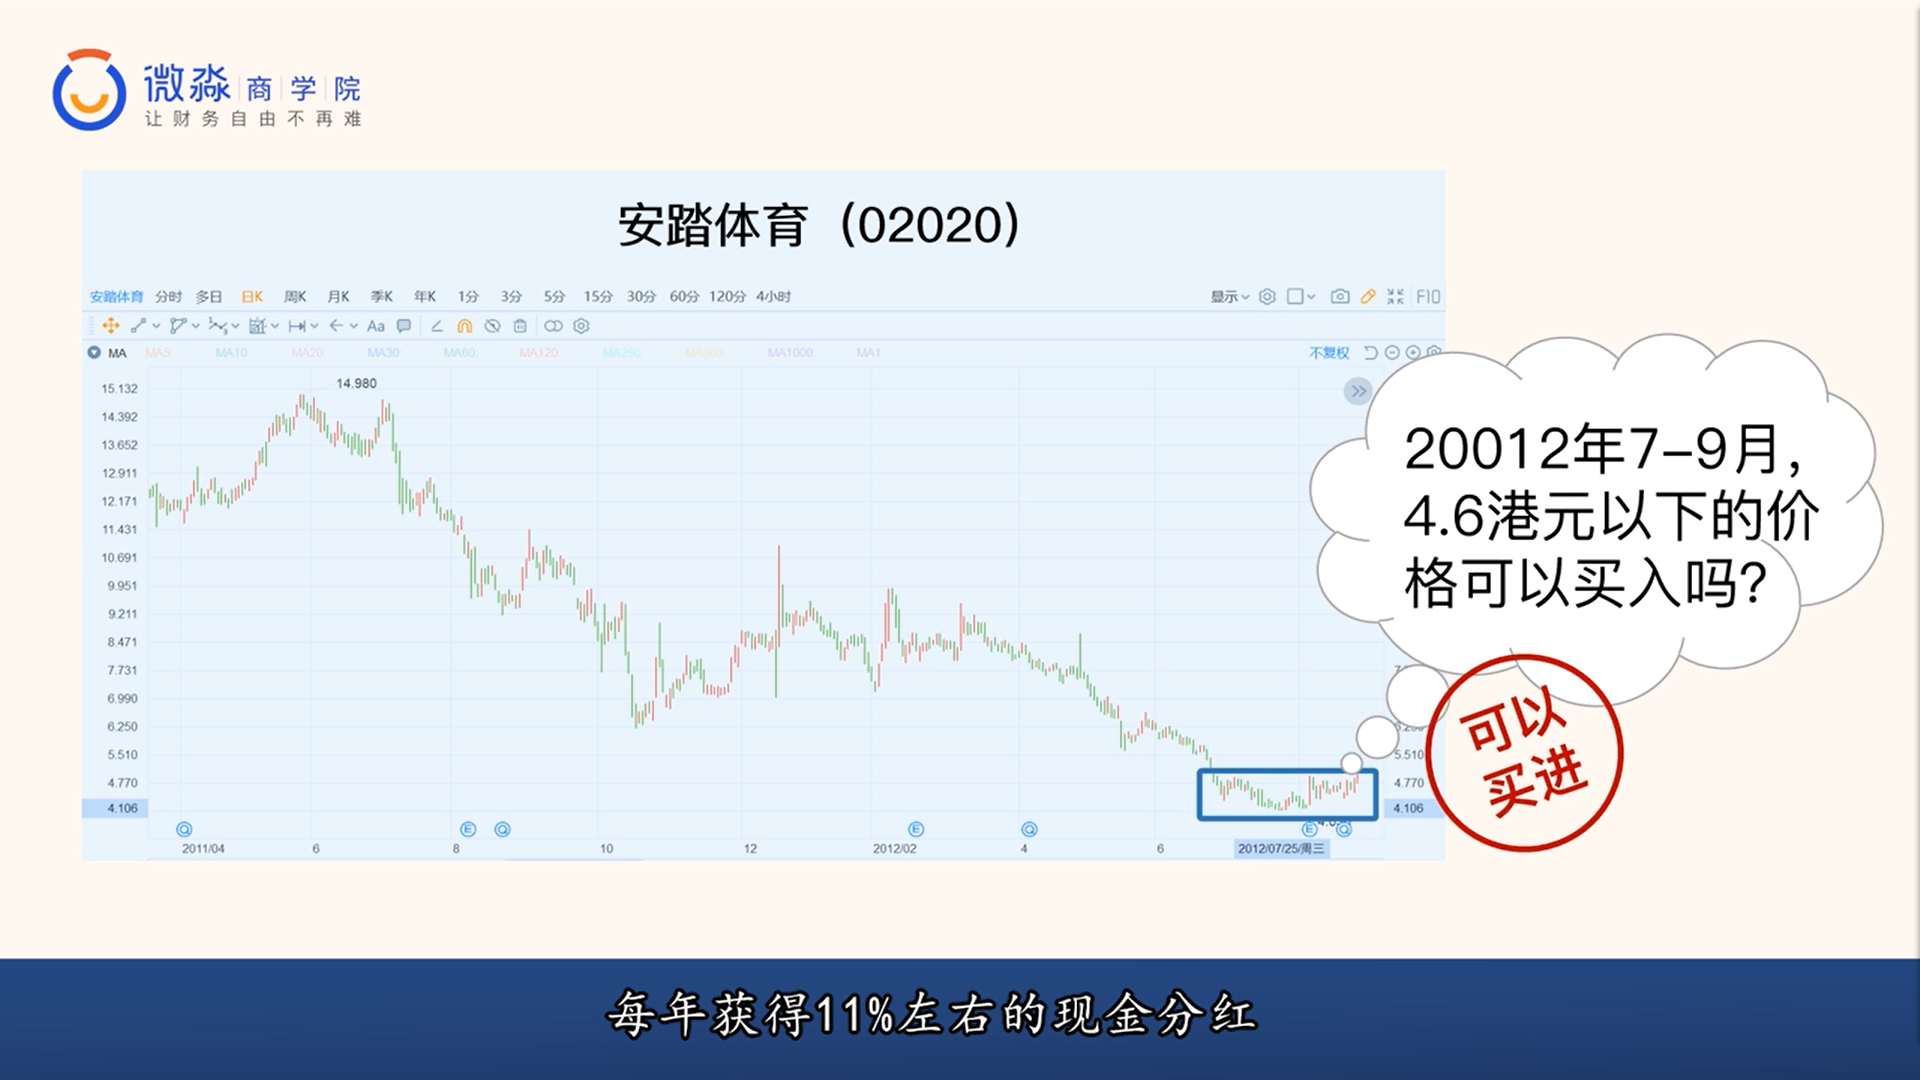 微淼 商 学 院
让财务自由不再难
安踏体育（02020）
安踏体育 分时 多日 日K 周K 月K 季K 年K 1分 3分 5分 15分 30分 60分 120分 4小时 显示
Aa
MA MA5: MA10: MA20: MA30: MA60: MA120: MA250: MA500: MA1000: MA1 不复权
14.980
15.132
14.392
13.652
12.911
12.171
11.431
10.691
9.951
9.211
8.471
7.731
6.990
6.250
5.510
4.770
4.106
20012年7-9月，
4.6港元以下的价
格可以买入吗？
可以
买进
5.510
4.770
4.106
Q E Q E Q E Q
2011/04 6 8 10 12 2012/02 4 6 2012/07/25/周三
每年获得11%左右的现金分红